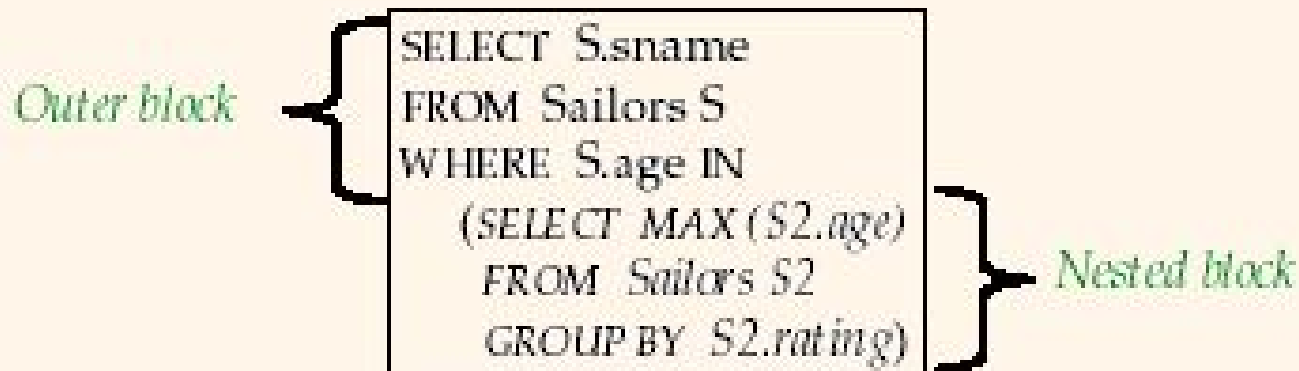 Outer block
SELECT S.sname
FROM Sailors S
WHERE S.age IN
(SELECT MAX (S2.age)
FROM Sailors S2
GROUP BY S2.rating)
Nested block